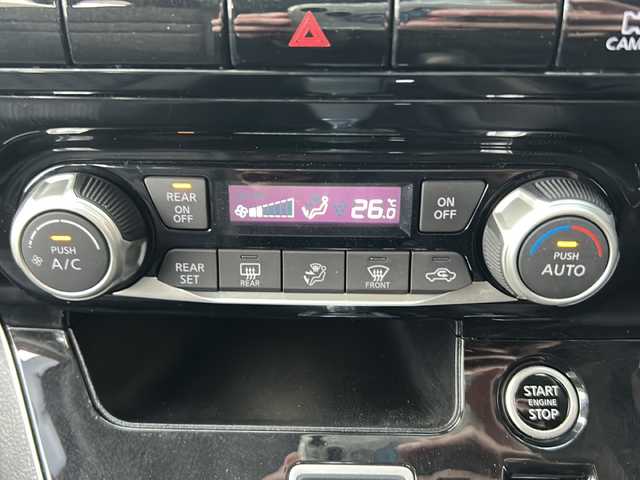 CAM
REAR
ON
OFF
26.0 °C
ON
OFF
PUSH
A/C
PUSH
AUTO
REAR
SET
REAR
FRONT
START
ENGINE
STOP